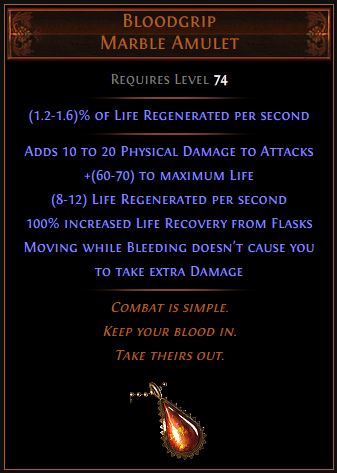 Bloodgrip
Marble Amulet
Requires Level 74
(1.2-1.6)% of Life Regenerated per second
Adds 10 to 20 Physical Damage to Attacks
+(60-70) to maximum Life
(8-12) Life Regenerated per second
100% increased Life Recovery from Flasks
Moving while Bleeding doesn't cause you
to take extra Damage
Combat is simple.
Keep your blood in.
Take theirs out.